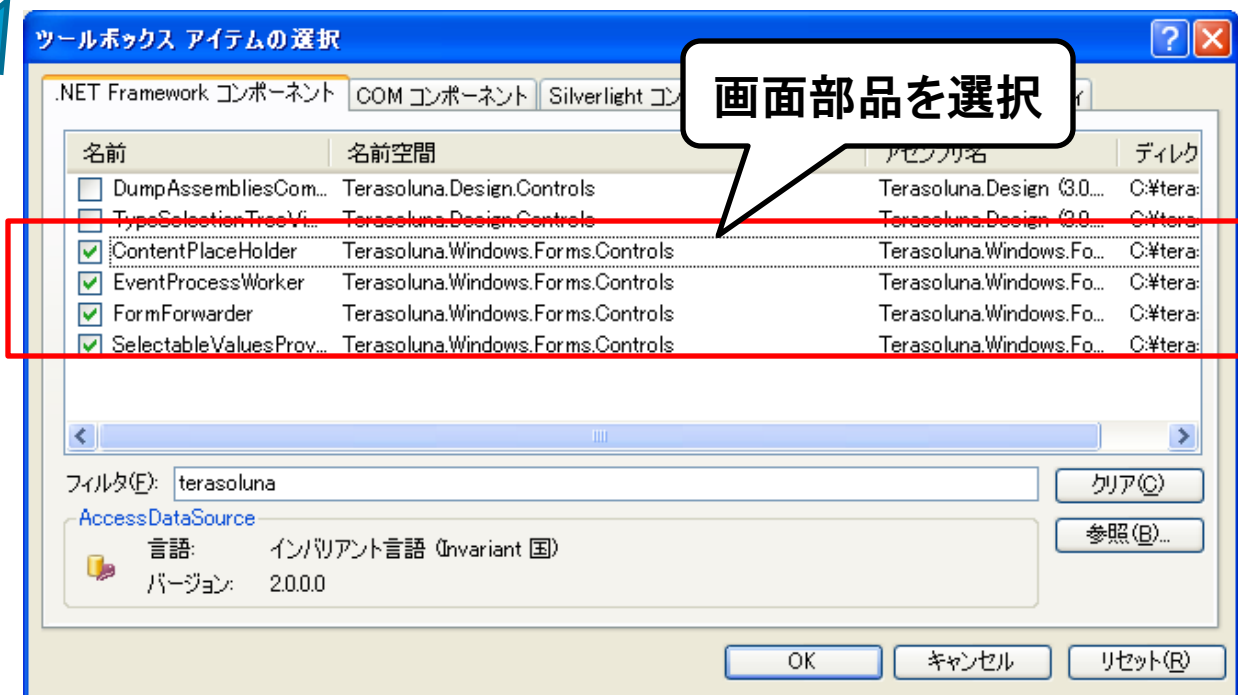 ツールボックス アイテムの選択
画面部品を選択
.NET Framework コンポーネント COM コンポーネント Silverlight コン
名前 名前空間 アセンブリ名 ディレク
DumpAssembliesCom... Terasoluna.Design.Controls Terasoluna.Design (3.0.... C:¥tera:
TypeSelectionTreeVi... Terasoluna.Design.Controls Terasoluna.Design (3.0.... C:¥tera:
ContentPlaceHolder Terasoluna.Windows.Forms.Controls Terasoluna.Windows.Fo... C:¥tera:
EventProcessWorker Terasoluna.Windows.Forms.Controls Terasoluna.Windows.Fo... C:¥tera:
FormForwarder Terasoluna.Windows.Forms.Controls Terasoluna.Windows.Fo... C:¥tera:
SelectableValuesProv... Terasoluna.Windows.Forms.Controls Terasoluna.Windows.Fo... C:¥tera:
フィルタ(F): terasoluna クリア(C)
AccessDataSource
参照(B)...
言語: インバリアント言語 (Invariant 国)
バージョン: 2.0.0.0
OK キャンセル リセット(R)